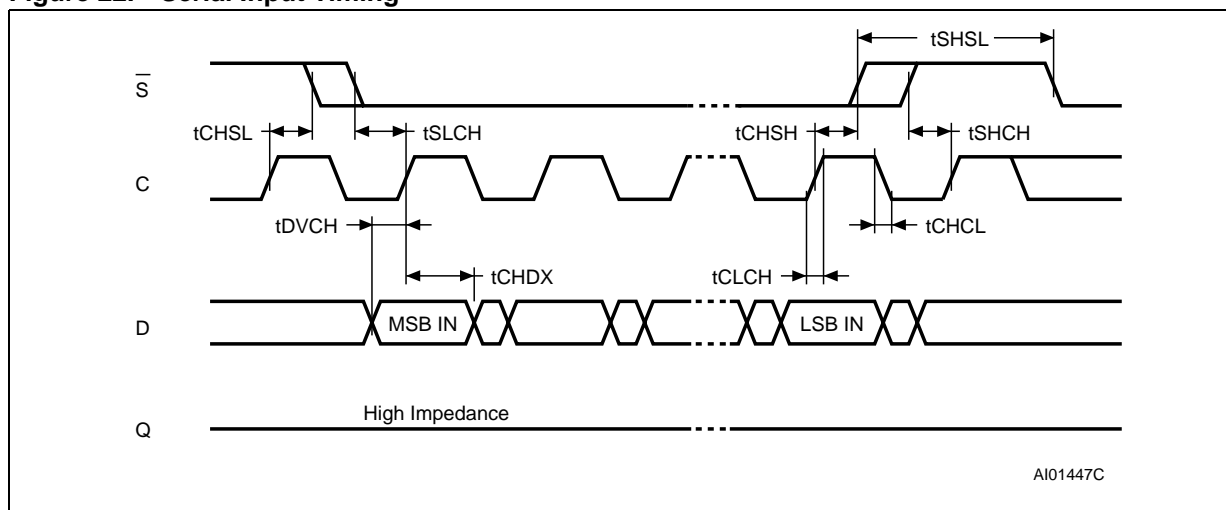 Figure 22. Serial Input Timing
tSHSL
S̅
tCHSL
tSLCH
tCHSH
tSHCH
C
tDVCH
tCHCL
tCHDX
tCLCH
D
MSB IN
LSB IN
High Impedance
Q
AI01447C